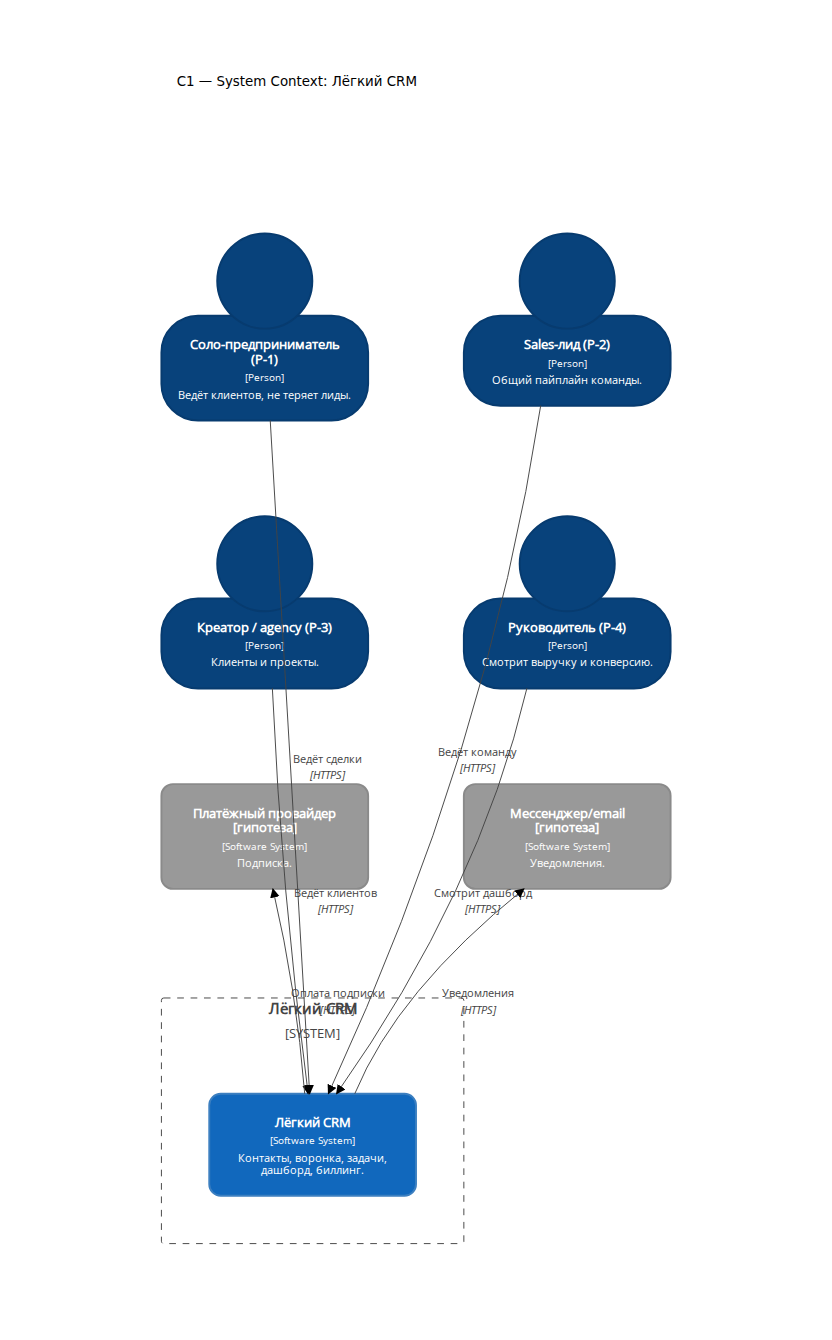 C1 — System Context: Лёгкий CRM
Соло-предприниматель
(P-1)
[Person]
Ведёт клиентов, не теряет лиды.
Sales-лид (P-2)
[Person]
Общий пайплайн команды.
Креатор / agency (P-3)
[Person]
Клиенты и проекты.
Руководитель (P-4)
[Person]
Смотрит выручку и конверсию.
Ведёт сделки
[HTTPS]
Ведёт команду
[HTTPS]
Платёжный провайдер
[гипотеза]
[Software System]
Подписка.
Мессенджер/email
[гипотеза]
[Software System]
Уведомления.
Ведёт клиентов
[HTTPS]
Смотрит дашборд
[HTTPS]
Оплата подписки
[HTTPS]
Уведомления
[HTTPS]
Лёгкий CRM
[SYSTEM]
Лёгкий CRM
[Software System]
Контакты, воронка, задачи,
дашборд, биллинг.